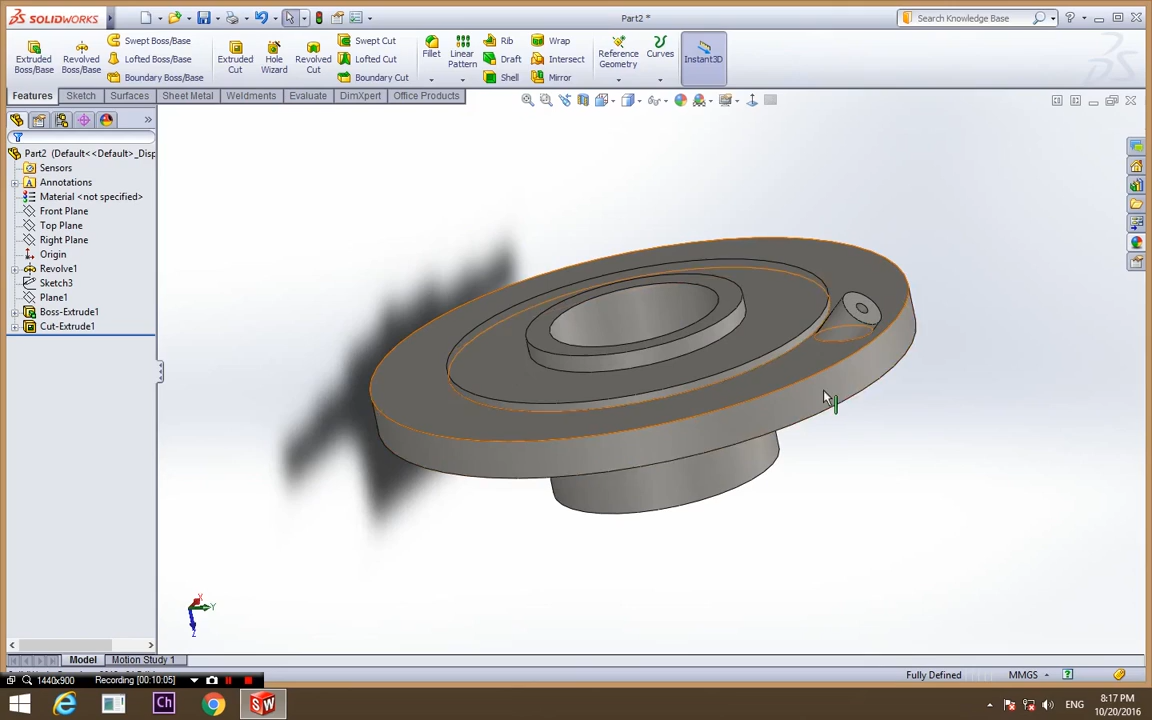 SOLIDWORKS
Part2 *
Search Knowledge Base
Extruded Boss/Base
Revolved Boss/Base
Swept Boss/Base
Lofted Boss/Base
Boundary Boss/Base
Extruded Cut
Hole Wizard
Revolved Cut
Swept Cut
Lofted Cut
Boundary Cut
Fillet
Linear Pattern
Rib
Draft
Shell
Wrap
Intersect
Mirror
Reference Geometry
Curves
Instant3D
Features
Sketch
Surfaces
Sheet Metal
Weldments
Evaluate
DimXpert
Office Products
Part2 (Default<<Default>_Disp
Sensors
Annotations
Material <not specified>
Front Plane
Top Plane
Right Plane
Origin
Revolve1
Sketch3
Plane1
Boss-Extrude1
Cut-Extrude1
X
Y
Z
Model
Motion Study 1
1440x900
Recording [00:10:05]
Fully Defined
MMGS
Ch
SW
ENG
8:17 PM
10/20/2016